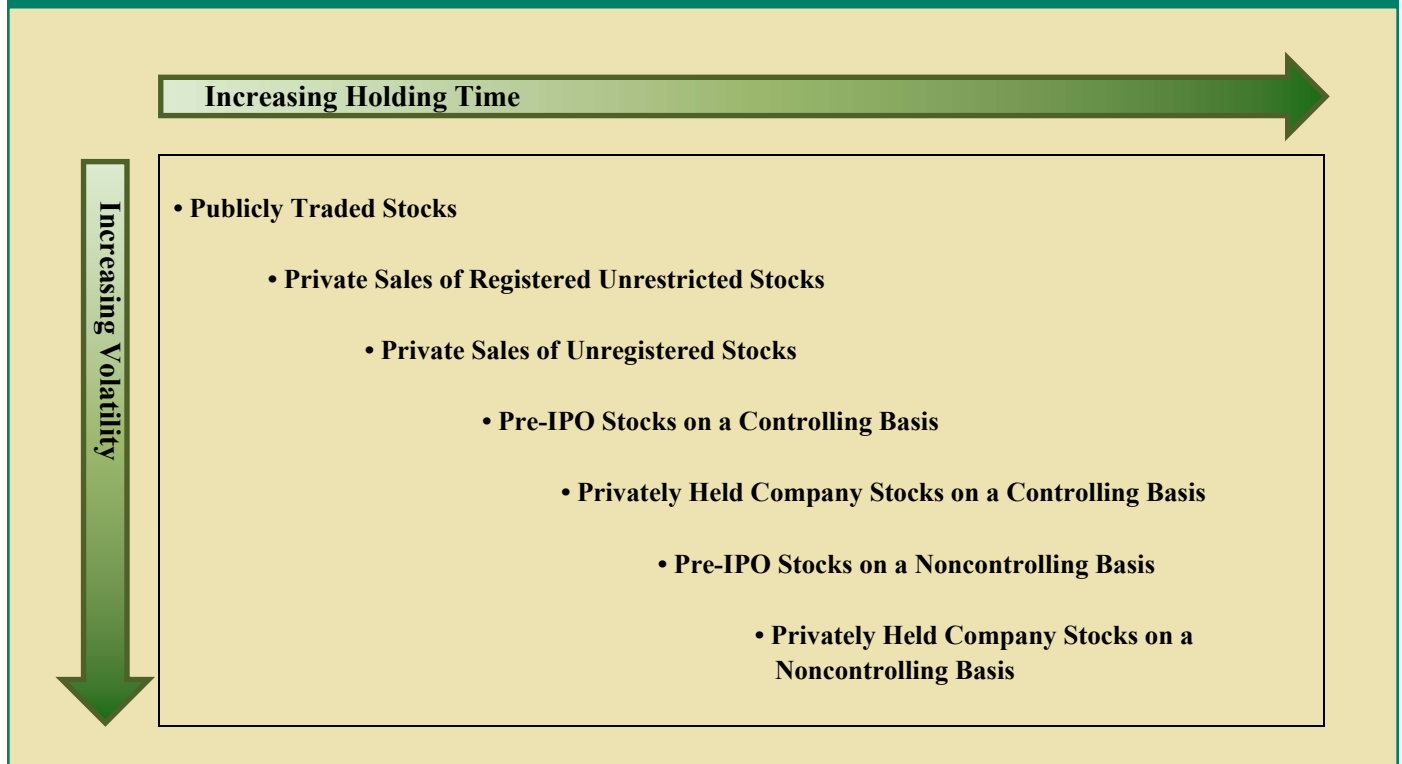 Increasing Holding Time
Increasing Volatility
• Publicly Traded Stocks
• Private Sales of Registered Unrestricted Stocks
• Private Sales of Unregistered Stocks
• Pre-IPO Stocks on a Controlling Basis
• Privately Held Company Stocks on a Controlling Basis
• Pre-IPO Stocks on a Noncontrolling Basis
• Privately Held Company Stocks on a
Noncontrolling Basis